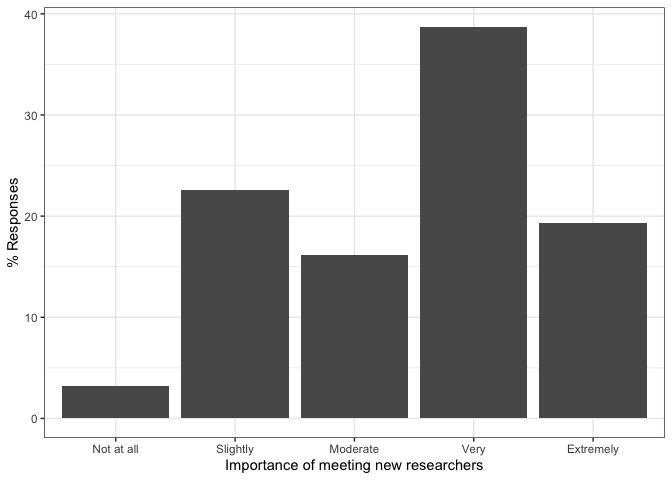 40
30
20
10
0
% Responses
Not at all Slightly Moderate Very Extremely
Importance of meeting new researchers